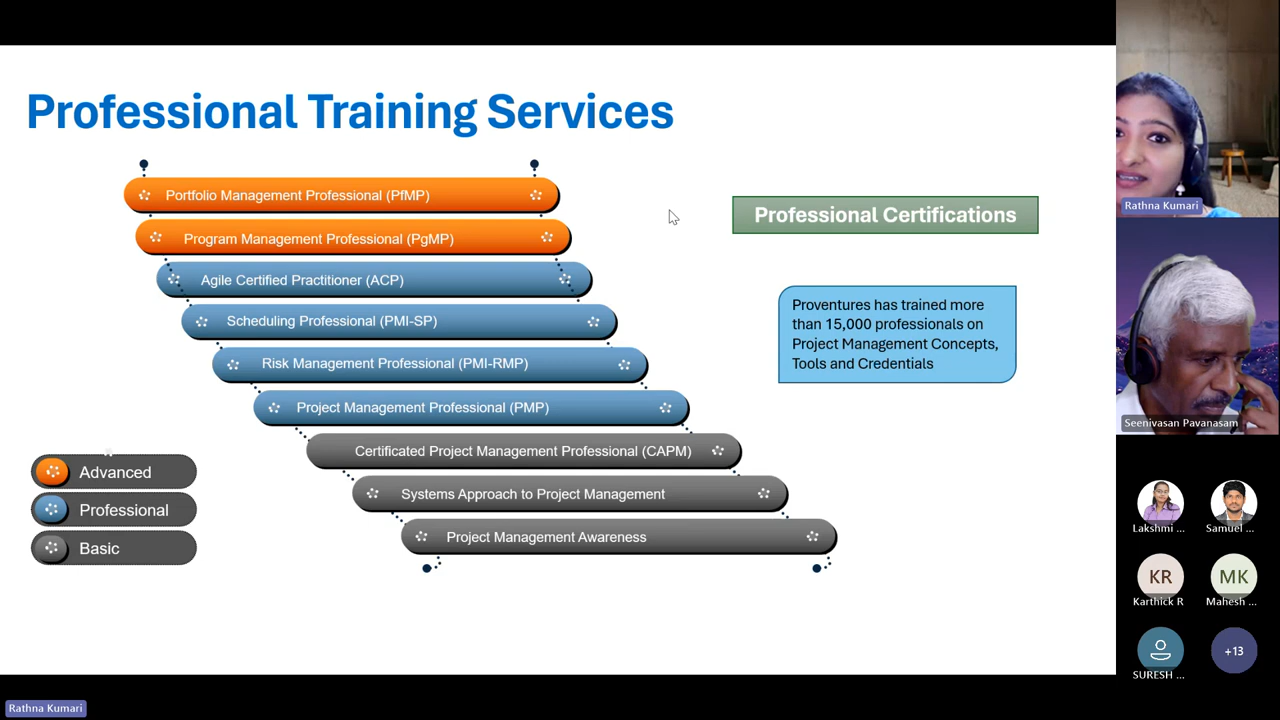 Professional Training Services
Portfolio Management Professional (PfMP)
Program Management Professional (PgMP)
Agile Certified Practitioner (ACP)
Scheduling Professional (PMI-SP)
Risk Management Professional (PMI-RMP)
Project Management Professional (PMP)
Certificated Project Management Professional (CAPM)
Systems Approach to Project Management
Project Management Awareness
Advanced
Professional
Basic
Professional Certifications
Proventures has trained more
than 15,000 professionals on
Project Management Concepts,
Tools and Credentials
Rathna Kumari
Seenivasan Pavanasam
Lakshmi ...
Samuel ...
KR
Karthick R
MK
Mahesh ...
SURESH ...
+13
Rathna Kumari